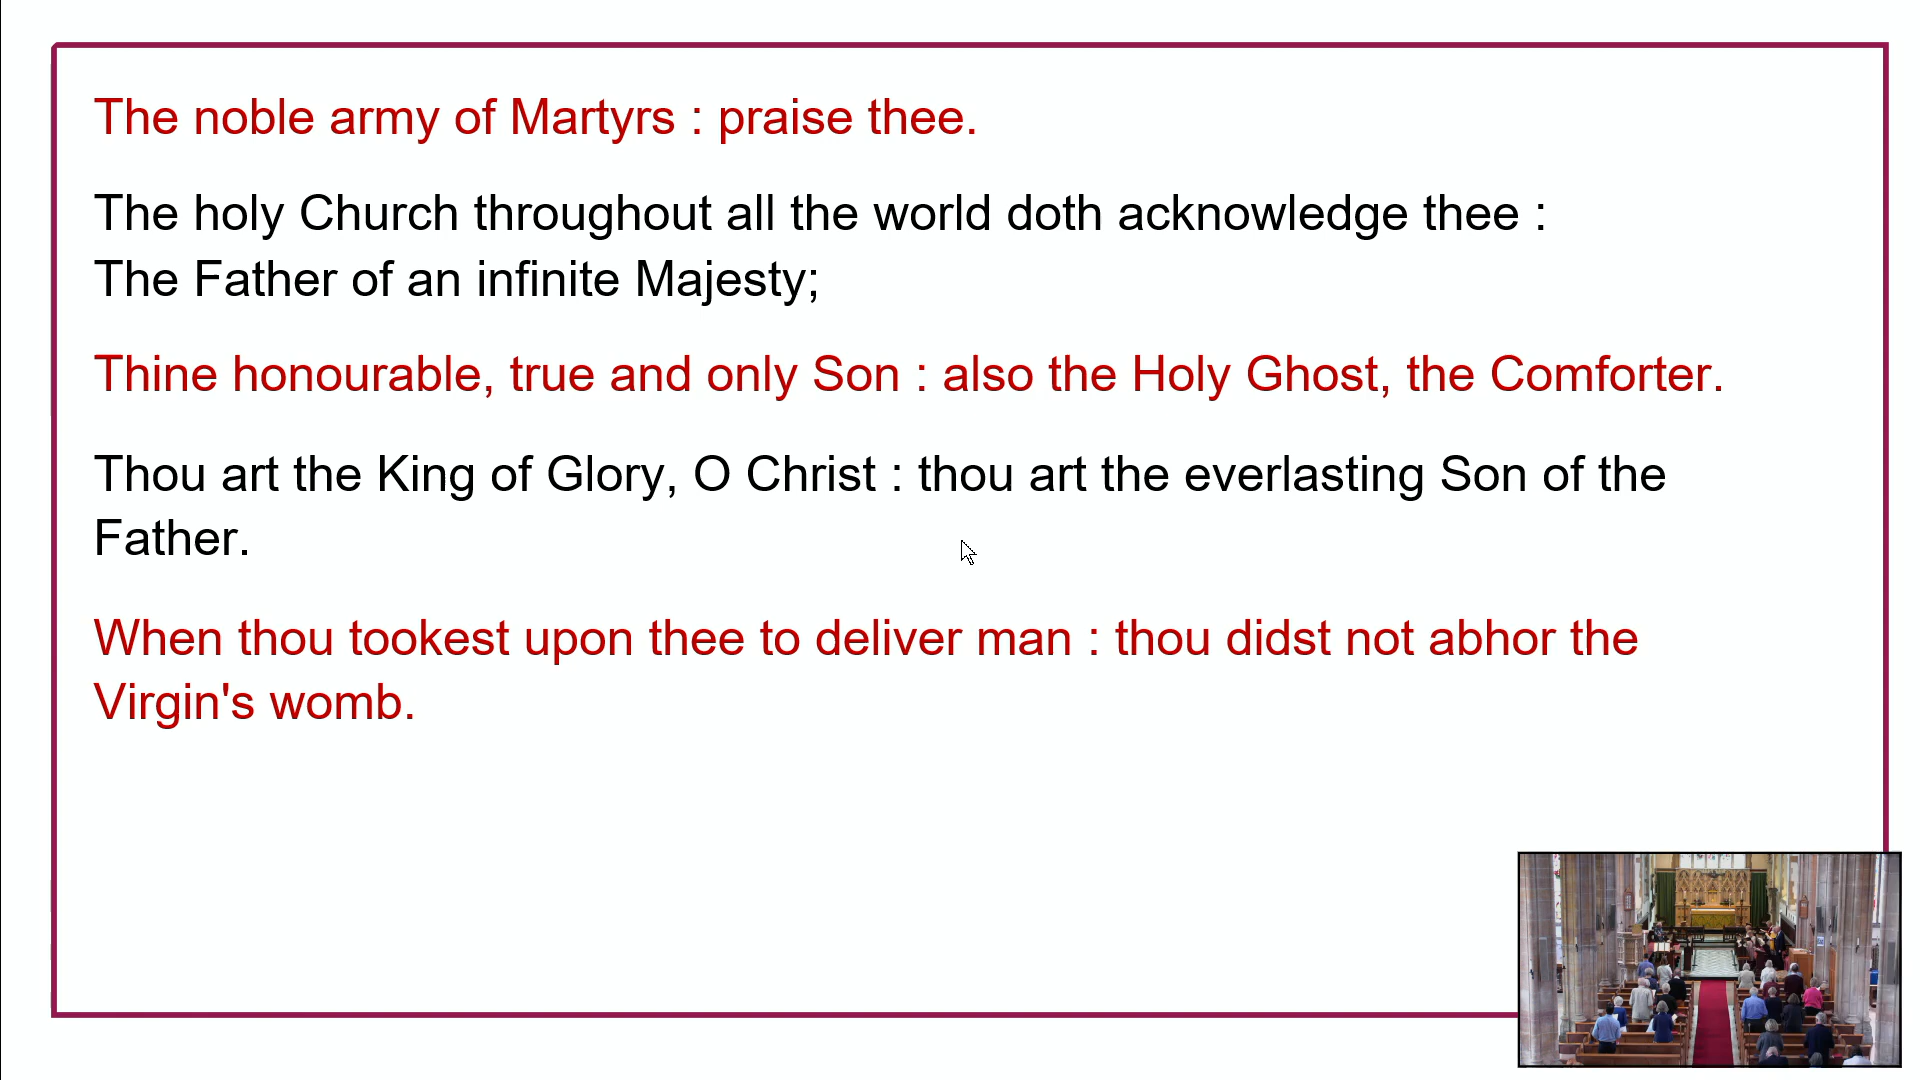 The noble army of Martyrs : praise thee.
The holy Church throughout all the world doth acknowledge thee :
The Father of an infinite Majesty;
Thine honourable, true and only Son : also the Holy Ghost, the Comforter.
Thou art the King of Glory, O Christ : thou art the everlasting Son of the
Father.
When thou tookest upon thee to deliver man : thou didst not abhor the
Virgin's womb.